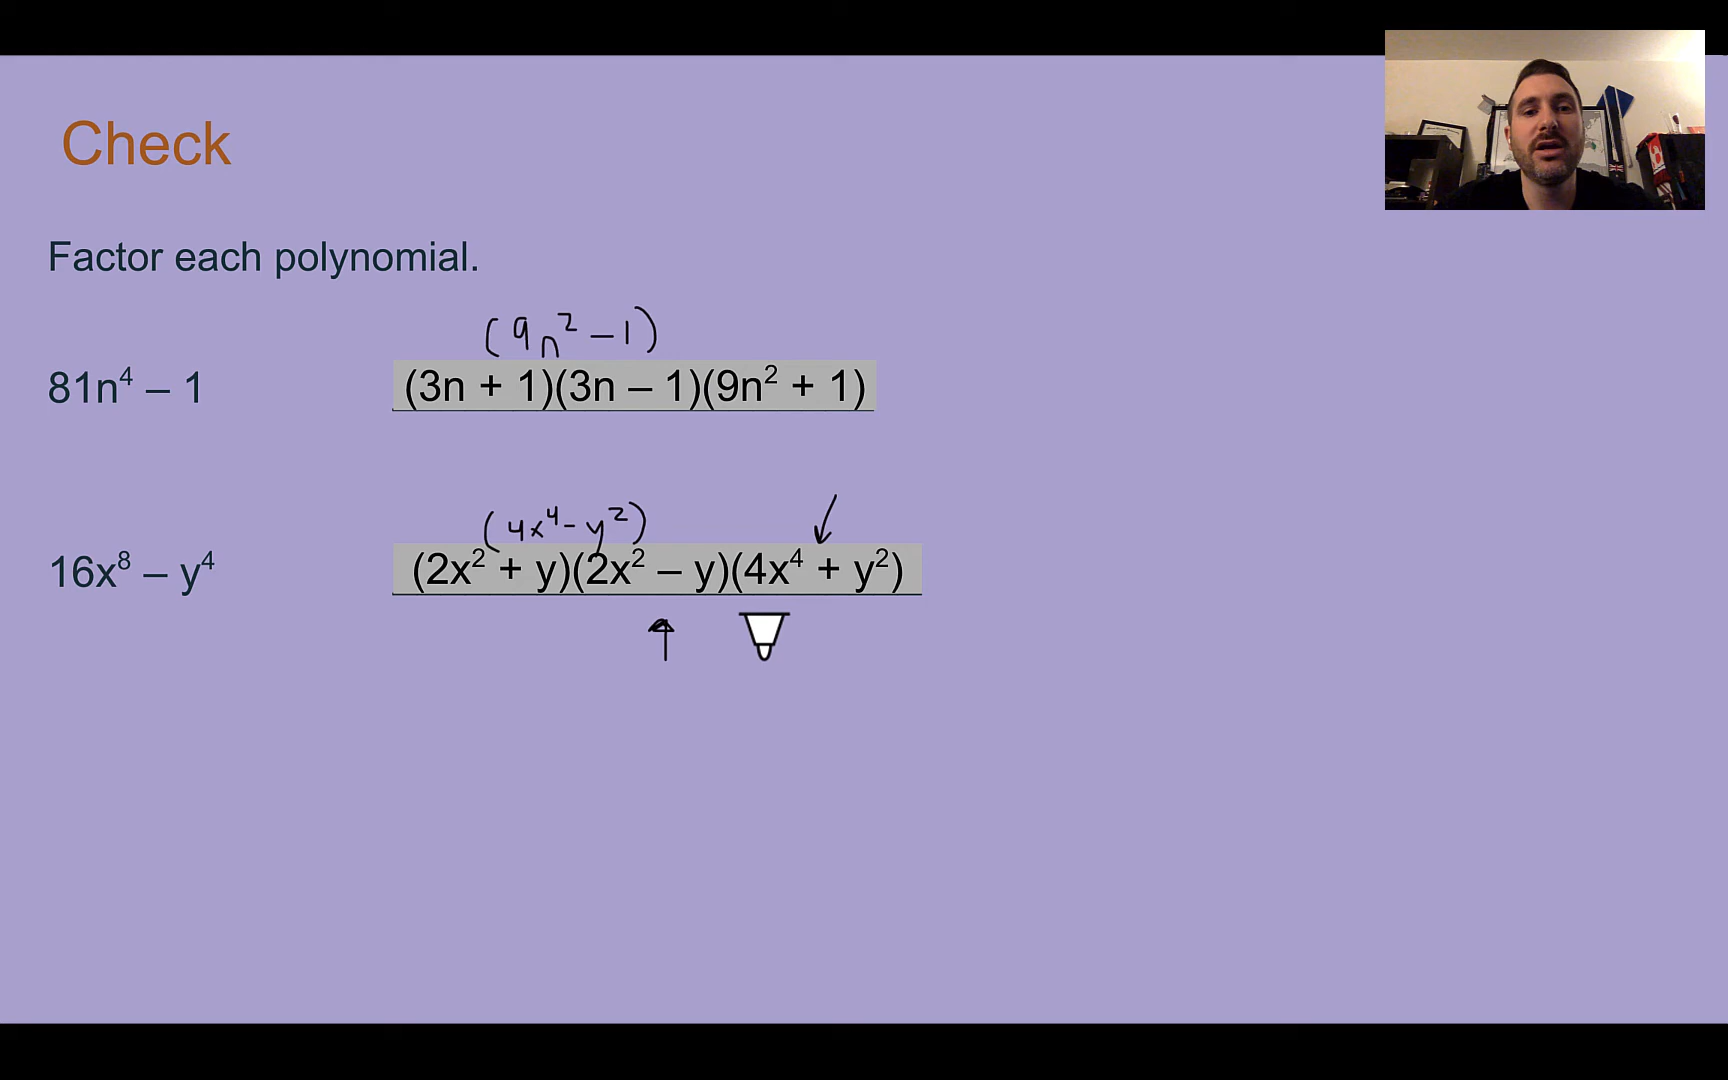 Check
Factor each polynomial.
(9n² – 1)
81n⁴ – 1 (3n + 1)(3n – 1)(9n² + 1)
(4x⁴ – y²)
16x⁸ – y⁴ (2x² + y)(2x² – y)(4x⁴ + y²)